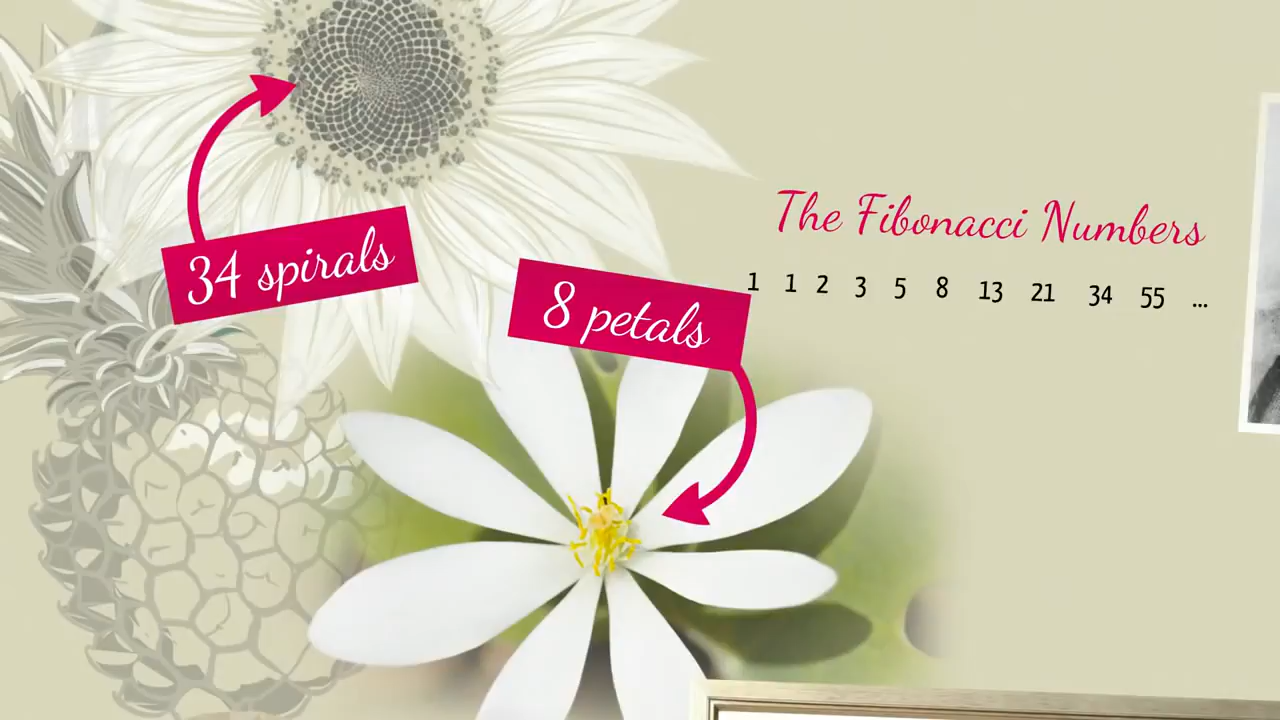 34 spirals
8 petals
The Fibonacci Numbers
1 1 2 3 5 8 13 21 34 55 ...